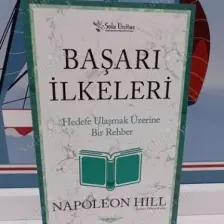 Sola Unitas
BAŞARI
İLKELERİ
Hedefe Ulaşmak Üzerine
Bir Rehber
NAPOLEON HILL